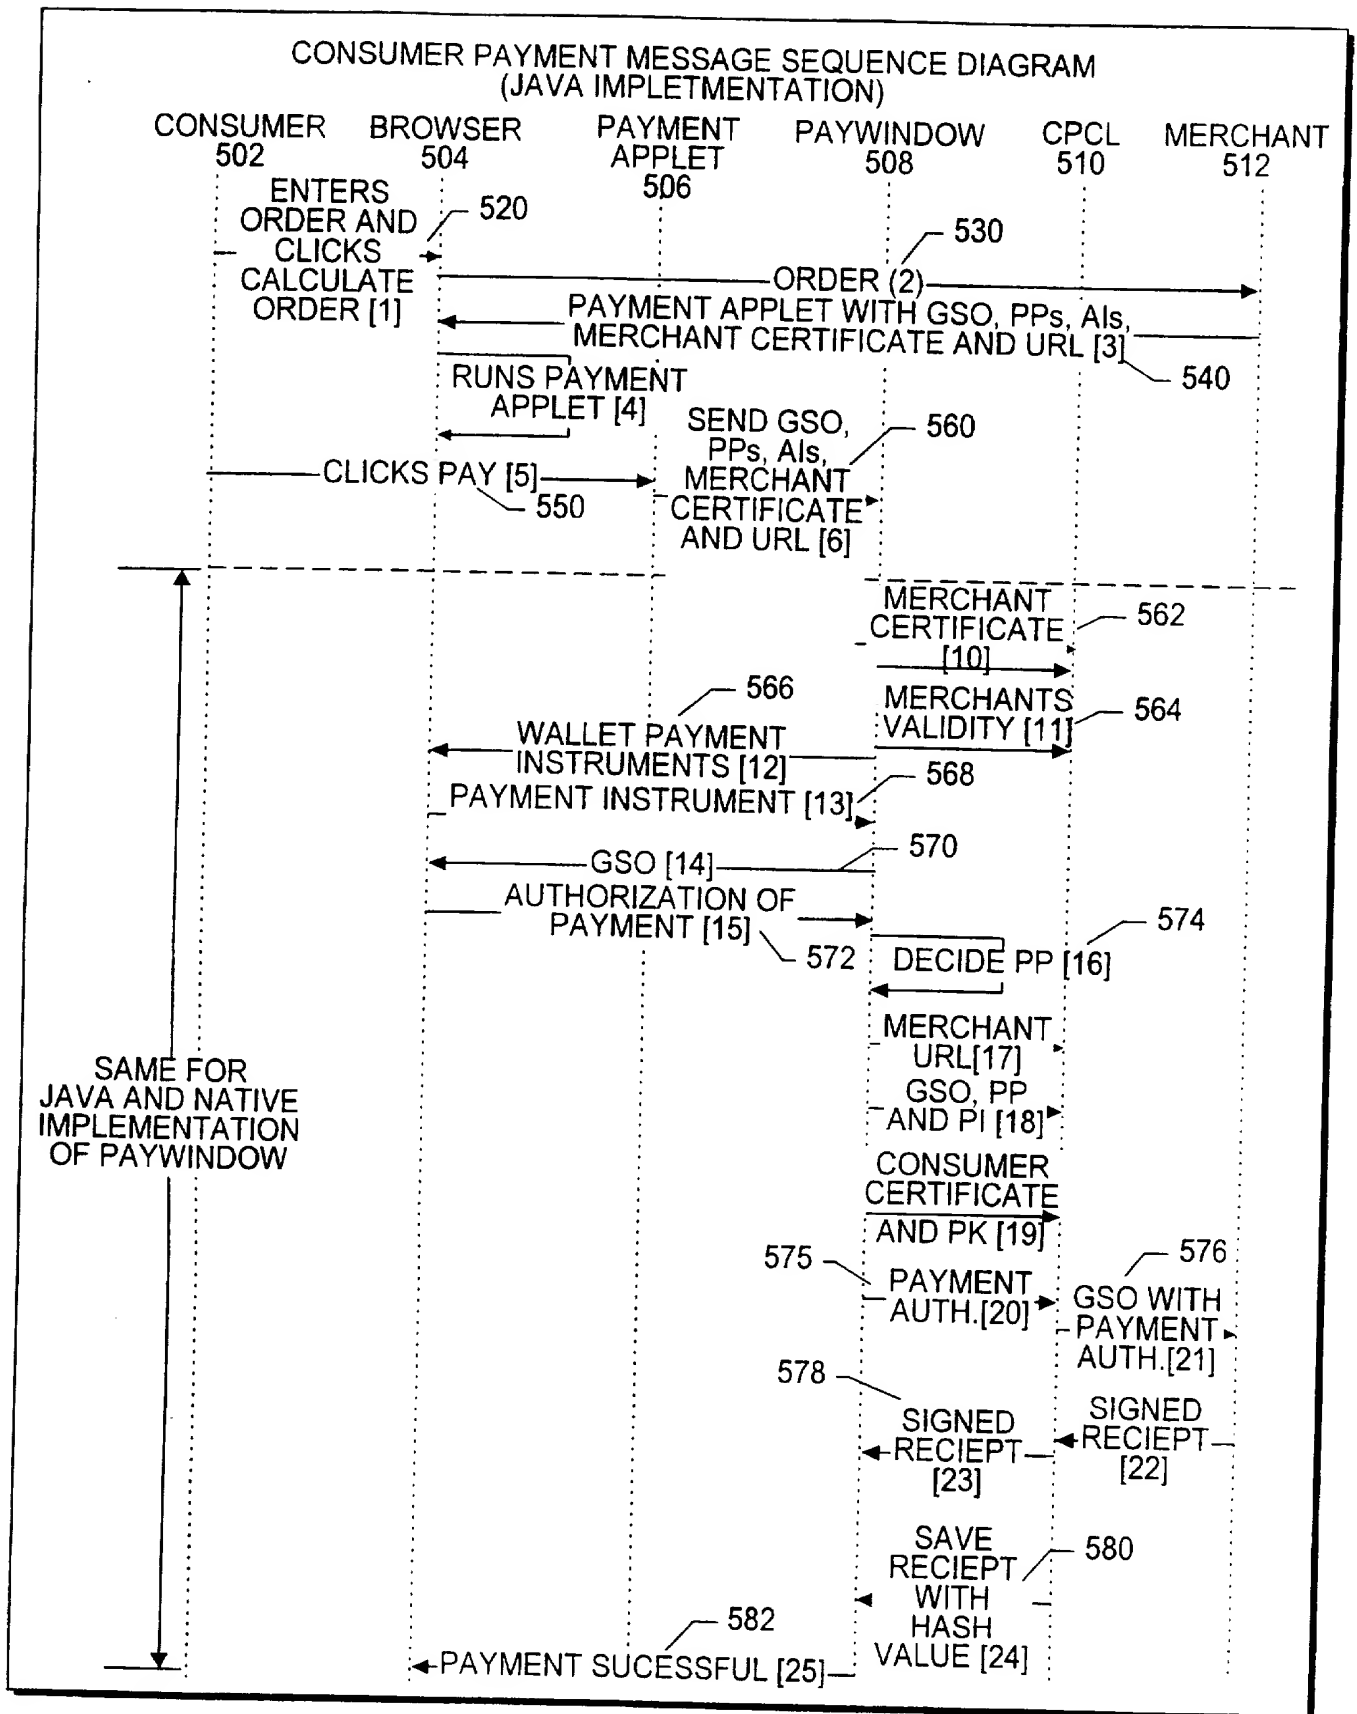 CONSUMER PAYMENT MESSAGE SEQUENCE DIAGRAM
(JAVA IMPLETMENTATION)
CONSUMER
502
BROWSER
504
PAYMENT
APPLET
506
PAYWINDOW
508
CPCL
510
MERCHANT
512
ENTERS
ORDER AND
CLICKS
CALCULATE
ORDER [1]
520
530
ORDER (2)
PAYMENT APPLET WITH GSO, PPs, AIs,
MERCHANT CERTIFICATE AND URL [3]
540
RUNS PAYMENT
APPLET [4]
SEND GSO,
PPs, AIs,
MERCHANT
CERTIFICATE
AND URL [6]
560
CLICKS PAY [5]
550
MERCHANT
CERTIFICATE
[10]
562
566
MERCHANTS
VALIDITY [11]
564
WALLET PAYMENT
INSTRUMENTS [12]
568
PAYMENT INSTRUMENT [13]
570
GSO [14]
AUTHORIZATION OF
PAYMENT [15]
572
574
DECIDE PP [16]
MERCHANT
URL[17]
GSO, PP
AND PI [18]
SAME FOR
JAVA AND NATIVE
IMPLEMENTATION
OF PAYWINDOW
CONSUMER
CERTIFICATE
AND PK [19]
575
PAYMENT
AUTH.[20]
576
GSO WITH
PAYMENT
AUTH.[21]
578
SIGNED
RECIEPT
[23]
SIGNED
RECIEPT
[22]
SAVE
RECIEPT
WITH
HASH
VALUE [24]
580
582
PAYMENT SUCESSFUL [25]